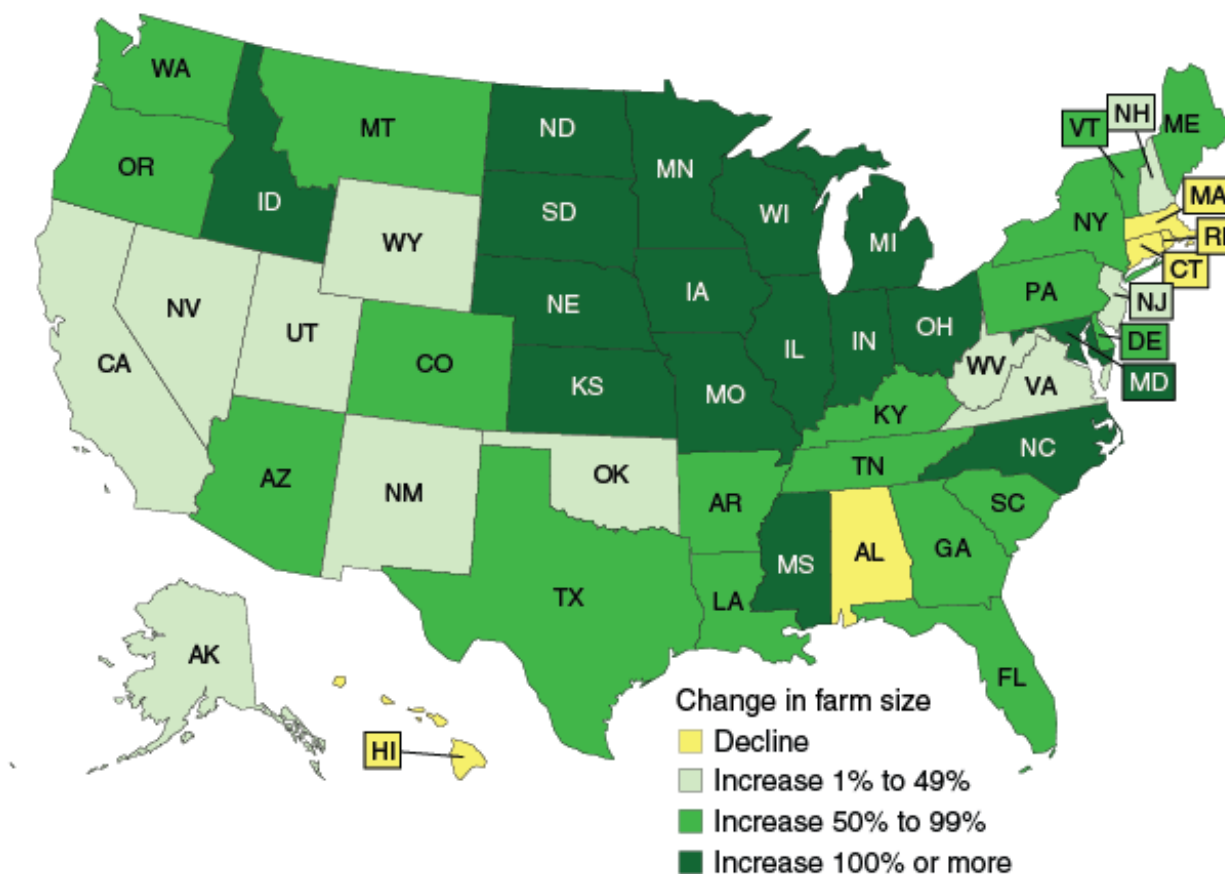 WA
MT
ND
MN
VT
NH
ME
OR
ID
SD
WI
MI
NY
MA
RI
CT
WY
NE
IA
PA
NJ
NV
UT
CO
IL
IN
OH
DE
CA
KS
MO
WV
VA
MD
KY
NC
AZ
NM
OK
AR
TN
SC
TX
LA
MS
AL
GA
AK
FL
HI
Change in farm size
Decline
Increase 1% to 49%
Increase 50% to 99%
Increase 100% or more